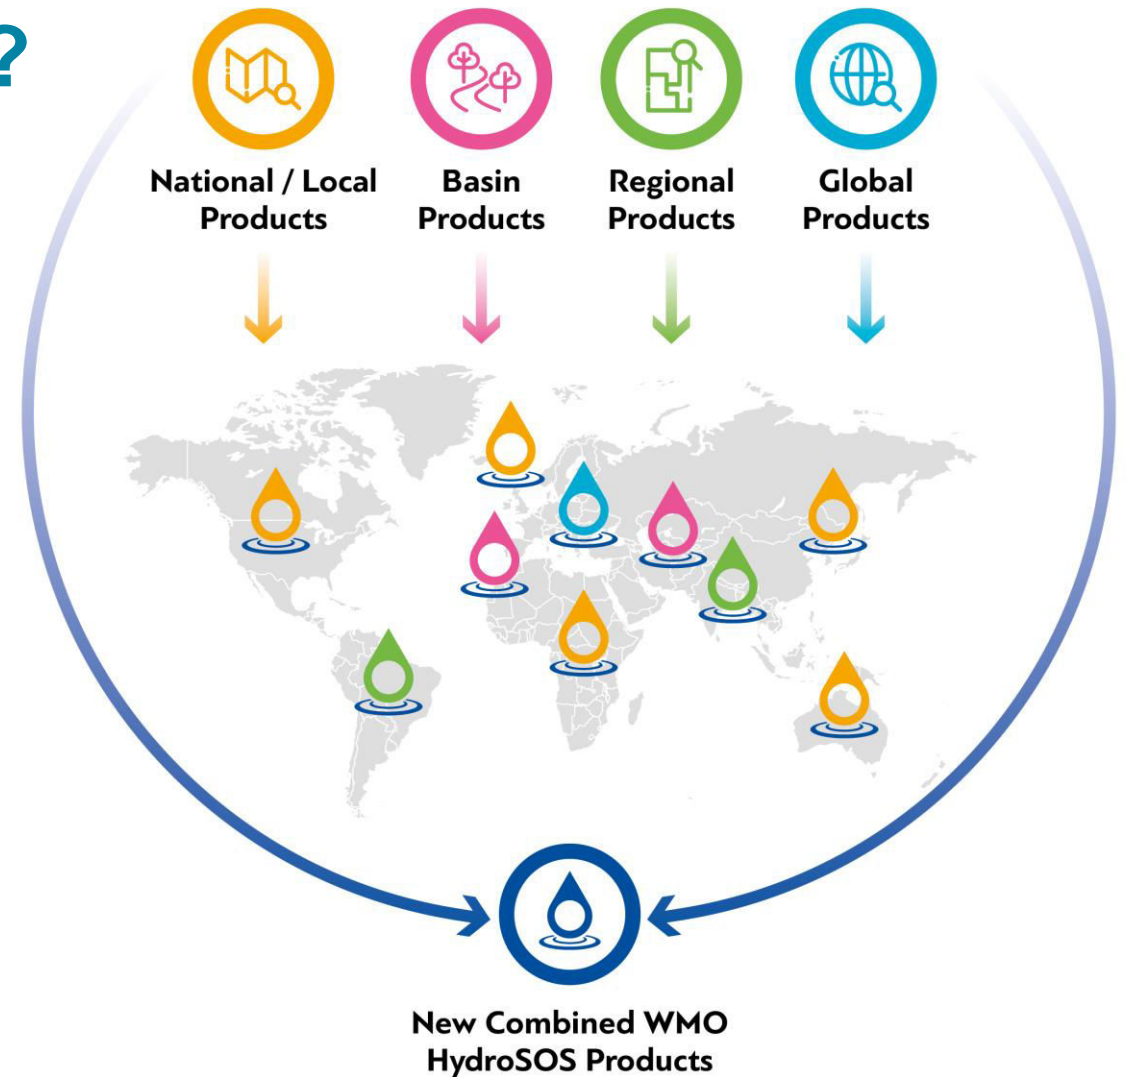 ?
National / Local
Products
Basin
Products
Regional
Products
Global
Products
New Combined WMO
HydroSOS Products